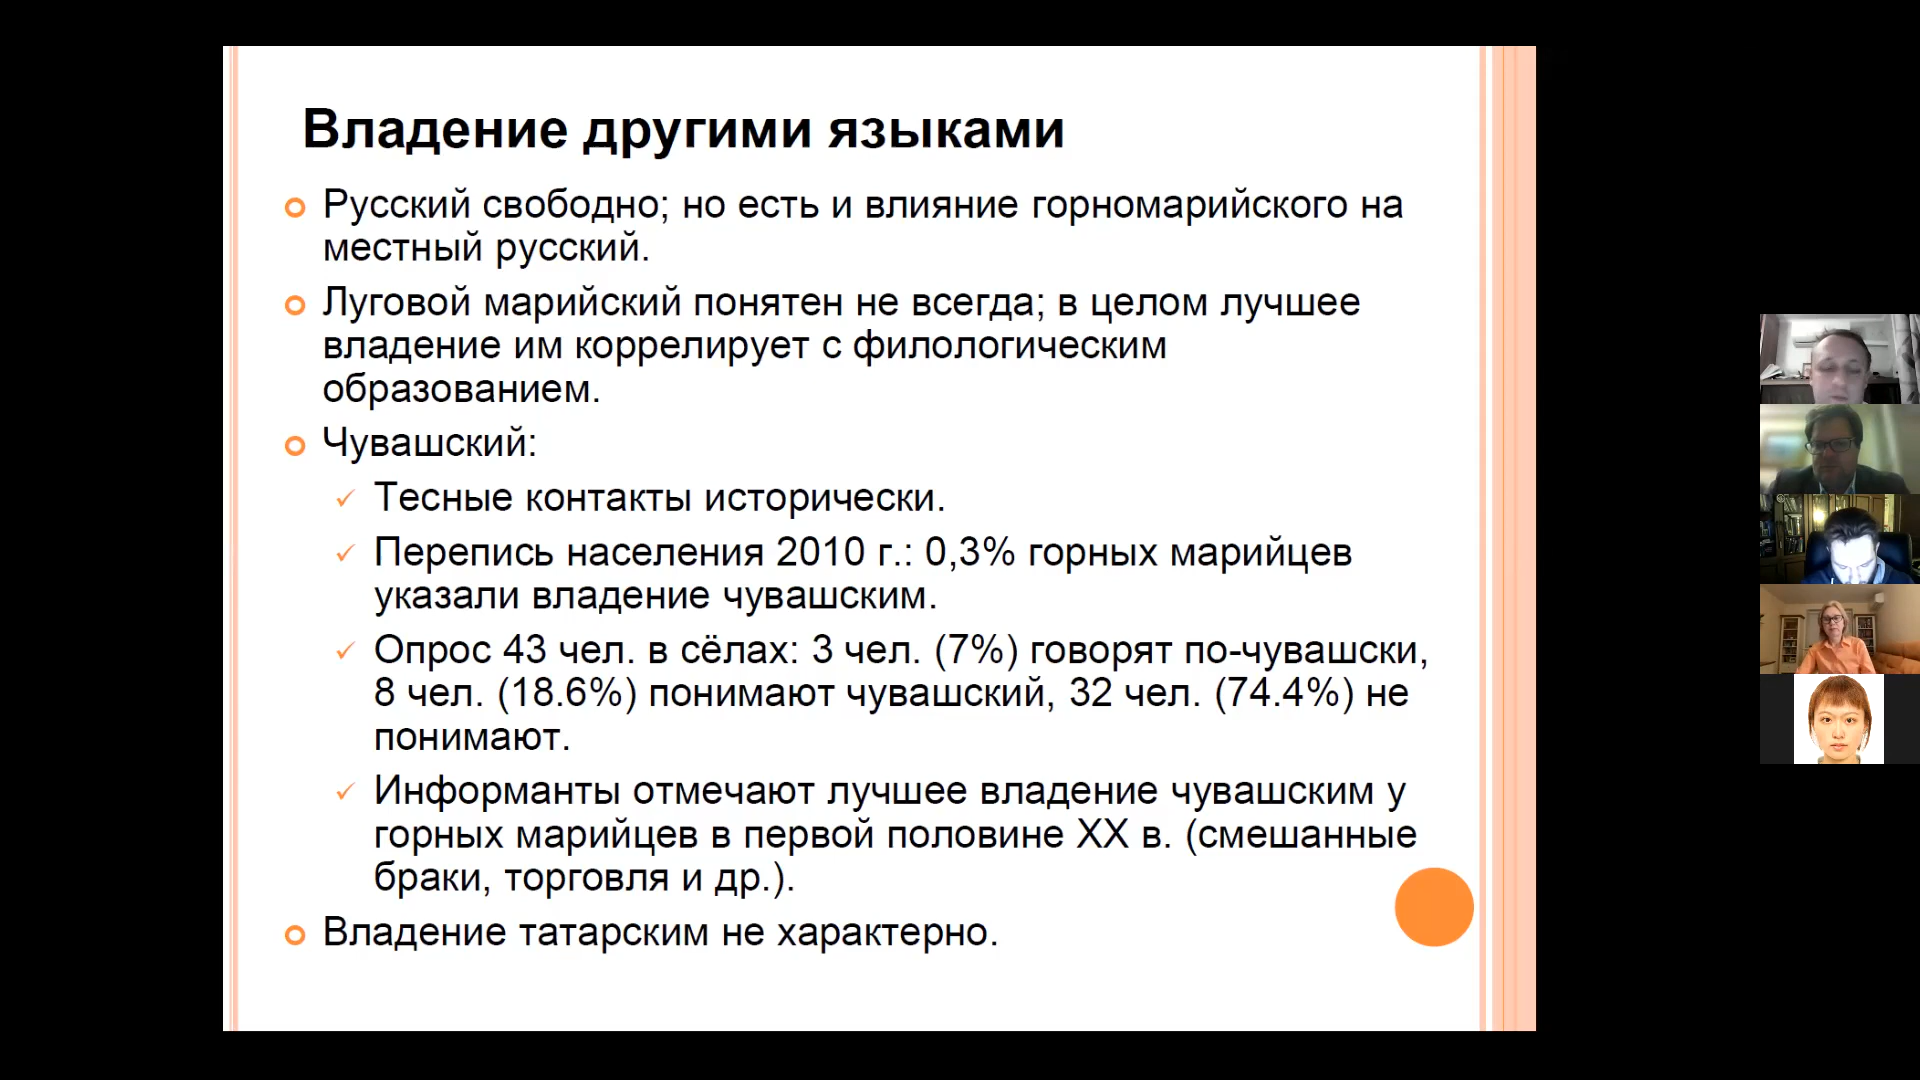 Владение другими языками
Русский свободно; но есть и влияние горномарийского на
местный русский.
Луговой марийский понятен не всегда; в целом лучшее
владение им коррелирует с филологическим
образованием.
Чувашский:
Тесные контакты исторически.
Перепись населения 2010 г.: 0,3% горных марийцев
указали владение чувашским.
Опрос 43 чел. в сёлах: 3 чел. (7%) говорят по-чувашски,
8 чел. (18.6%) понимают чувашский, 32 чел. (74.4%) не
понимают.
Информанты отмечают лучшее владение чувашским у
горных марийцев в первой половине XX в. (смешанные
браки, торговля и др.).
Владение татарским не характерно.